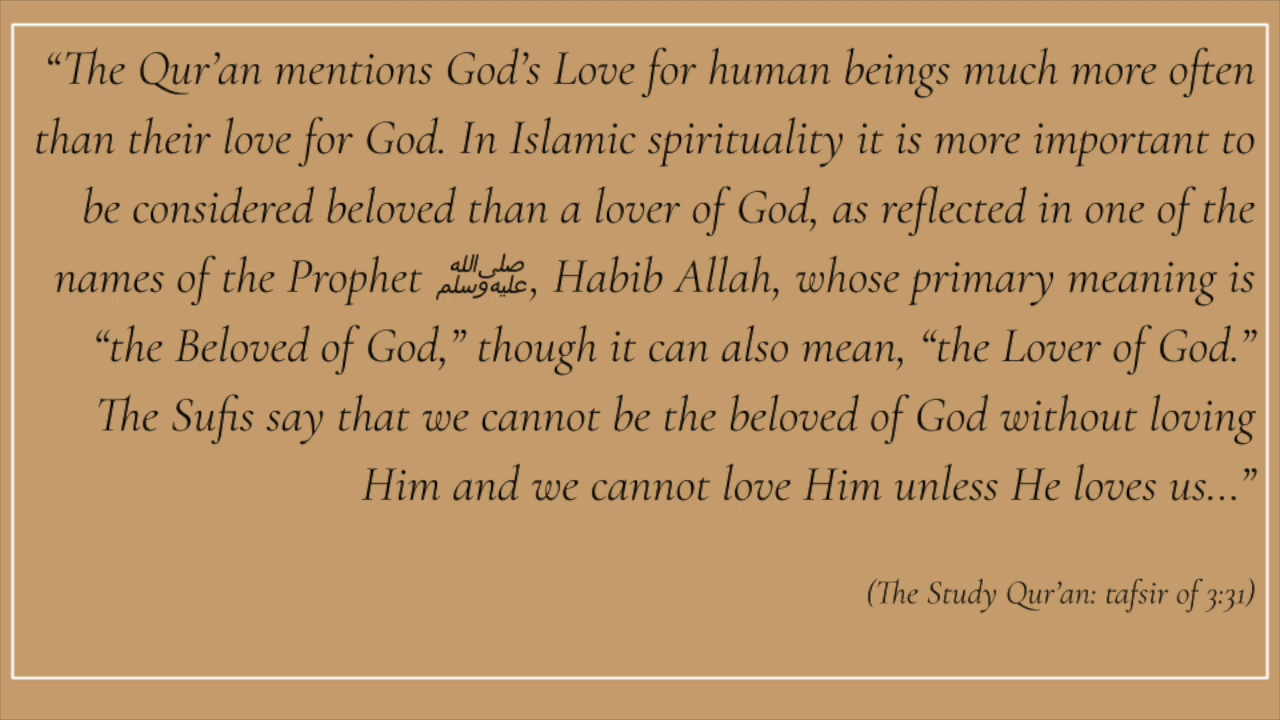 “The Qur’an mentions God’s Love for human beings much more often
than their love for God. In Islamic spirituality it is more important to
be considered beloved than a lover of God, as reflected in one of the
names of the Prophet ﷺ, Habib Allah, whose primary meaning is
“the Beloved of God,” though it can also mean, “the Lover of God.”
The Sufis say that we cannot be the beloved of God without loving
Him and we cannot love Him unless He loves us...”
(The Study Qur’an: tafsir of 3:31)